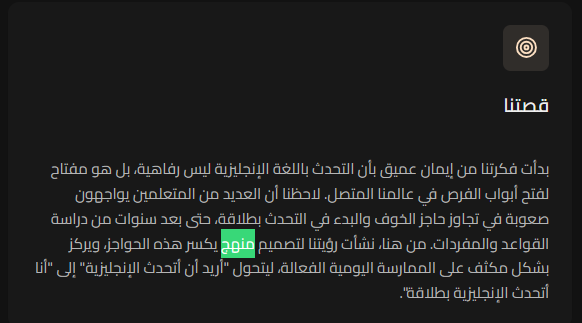 قصتنا
بدأت فكرتنا من إيمان عميق بأن التحدث باللغة الإنجليزية ليس رفاهية، بل هو مفتاح
لفتح أبواب الفرص في عالمنا المتصل. لاحظنا أن العديد من المتعلمين يواجهون
صعوبة في تجاوز حاجز الخوف والبدء في التحدث بطلاقة، حتى بعد سنوات من دراسة
القواعد والمفردات. من هنا، نشأت رؤيتنا لتصميم منهج يكسر هذه الحواجز، ويركز
بشكل مكثف على الممارسة اليومية الفعالة، ليتحول "أريد أن أتحدث الإنجليزية" إلى "أنا
أتحدث الإنجليزية بطلاقة".